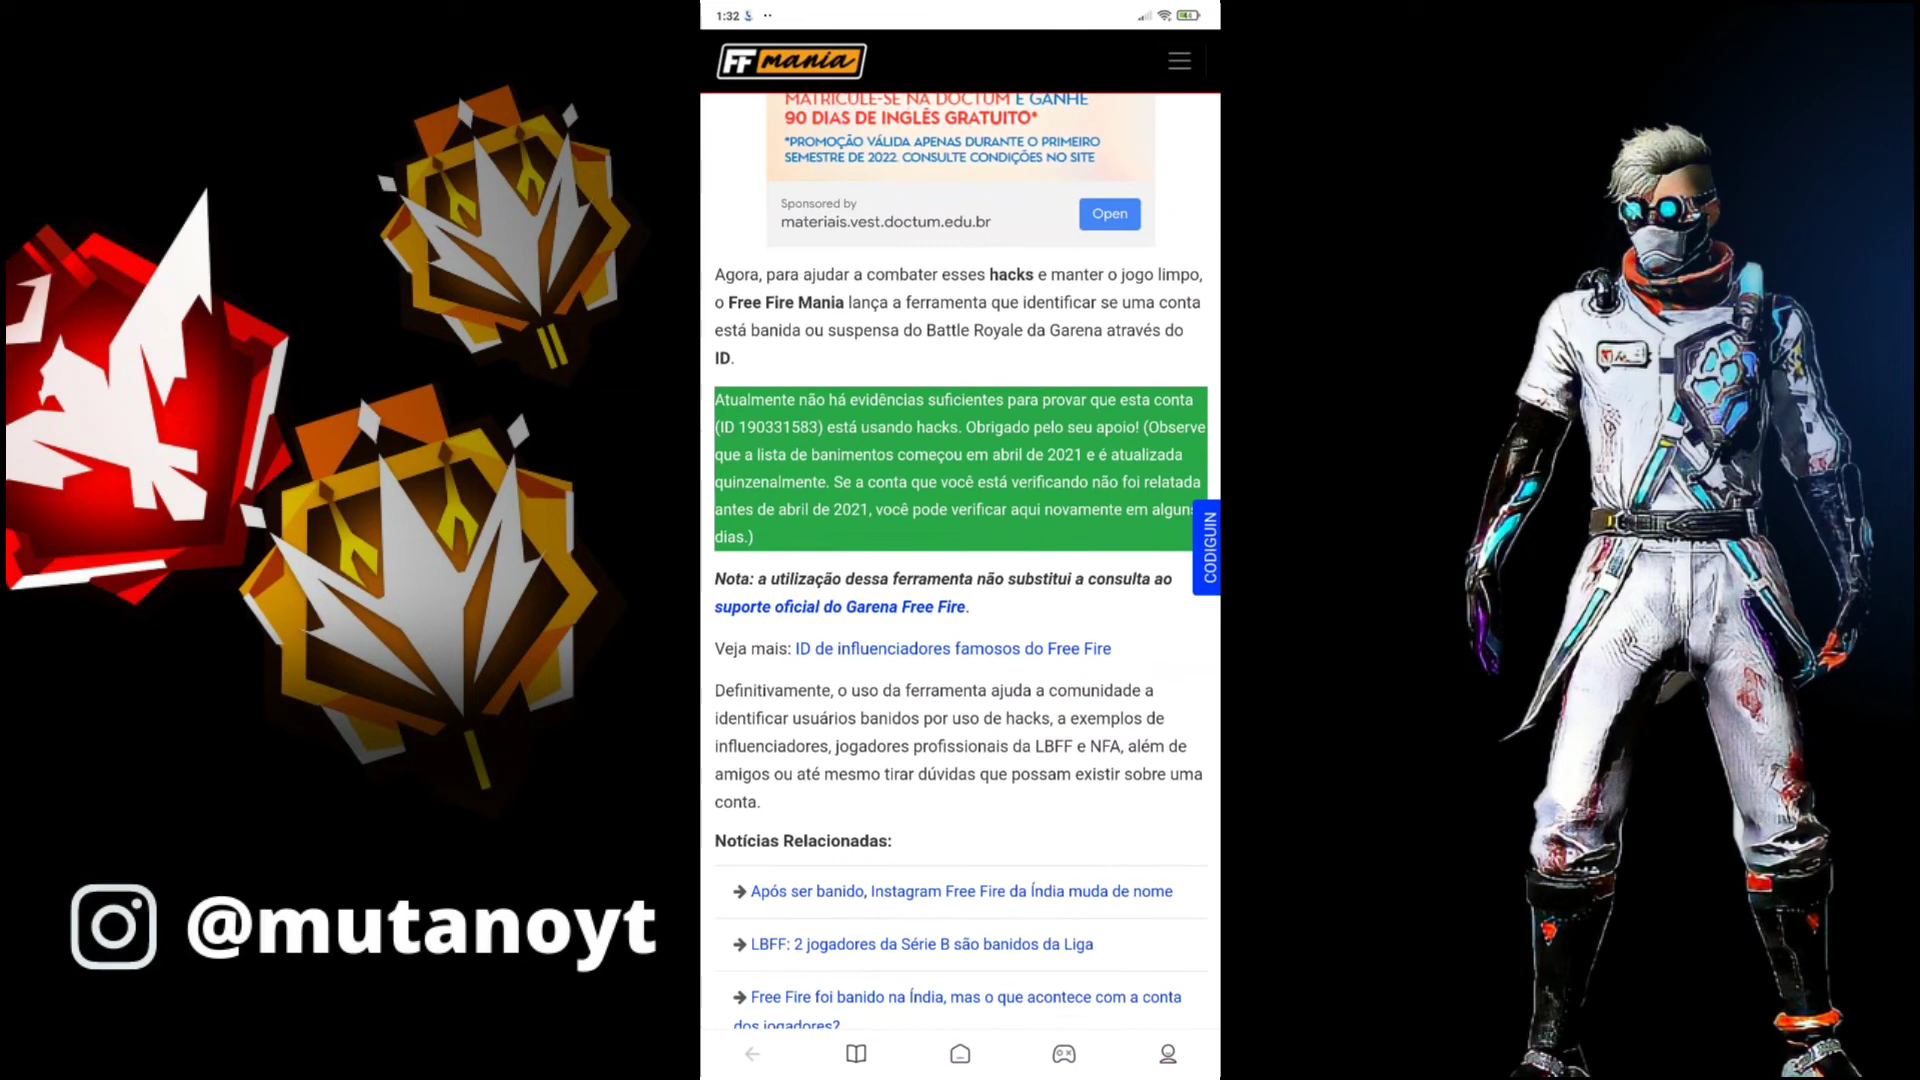 1:32
FF mania
MATRICULE-SE NA DOCTUM E GANHE
90 DIAS DE INGLÊS GRATUITO*
*PROMOÇÃO VÁLIDA APENAS DURANTE O PRIMEIRO
SEMESTRE DE 2022. CONSULTE CONDIÇÕES NO SITE
Sponsored by
materiais.vest.doctum.edu.br
Open
Agora, para ajudar a combater esses hacks e manter o jogo limpo,
o Free Fire Mania lança a ferramenta que identificar se uma conta
está banida ou suspensa do Battle Royale da Garena através do
ID.
Atualmente não há evidências suficientes para provar que esta conta
(ID 190331583) está usando hacks. Obrigado pelo seu apoio! (Observe
que a lista de banimentos começou em abril de 2021 e é atualizada
quinzenalmente. Se a conta que você está verificando não foi relatada
antes de abril de 2021, você pode verificar aqui novamente em alguns
dias.)
CODIGUIN
Nota: a utilização dessa ferramenta não substitui a consulta ao
suporte oficial do Garena Free Fire.
Veja mais: ID de influenciadores famosos do Free Fire
Definitivamente, o uso da ferramenta ajuda a comunidade a
identificar usuários banidos por uso de hacks, a exemplos de
influenciadores, jogadores profissionais da LBFF e NFA, além de
amigos ou até mesmo tirar dúvidas que possam existir sobre uma
conta.
Notícias Relacionadas:
Após ser banido, Instagram Free Fire da Índia muda de nome
LBFF: 2 jogadores da Série B são banidos da Liga
Free Fire foi banido na Índia, mas o que acontece com a conta
dos jogadores?
@mutanoyt